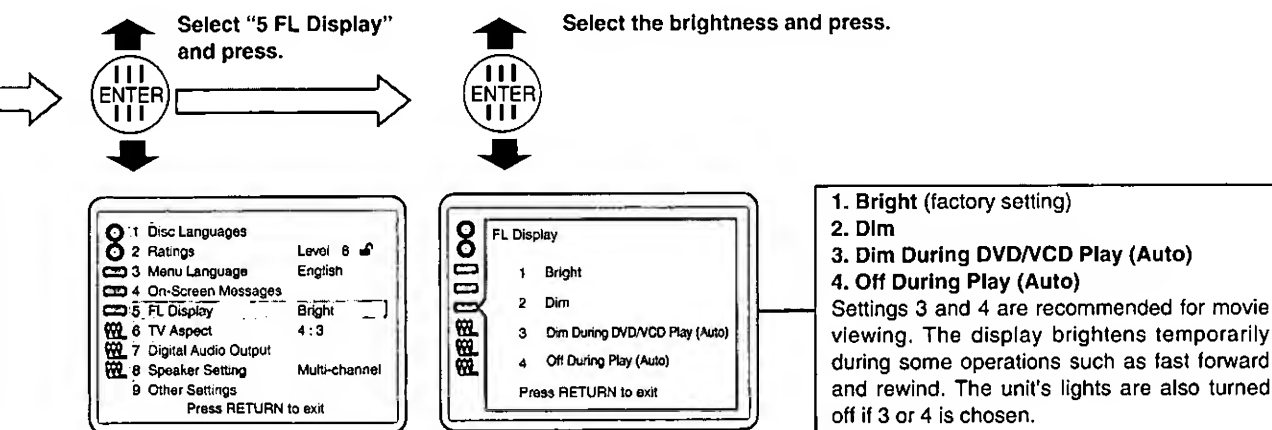 Select "5 FL Display"
and press.
ENTER
Select the brightness and press.
ENTER
1 Disc Languages
2 Ratings Level 8
3 Menu Language English
4 On-Screen Messages
5 FL Display Bright
6 TV Aspect 4 : 3
7 Digital Audio Output
8 Speaker Setting Multi-channel
9 Other Settings
Press RETURN to exit
FL Display
1 Bright
2 Dim
3 Dim During DVD/VCD Play (Auto)
4 Off During Play (Auto)
Press RETURN to exit
1. Bright (factory setting)
2. Dim
3. Dim During DVD/VCD Play (Auto)
4. Off During Play (Auto)
Settings 3 and 4 are recommended for movie
viewing. The display brightens temporarily
during some operations such as fast forward
and rewind. The unit's lights are also turned
off if 3 or 4 is chosen.